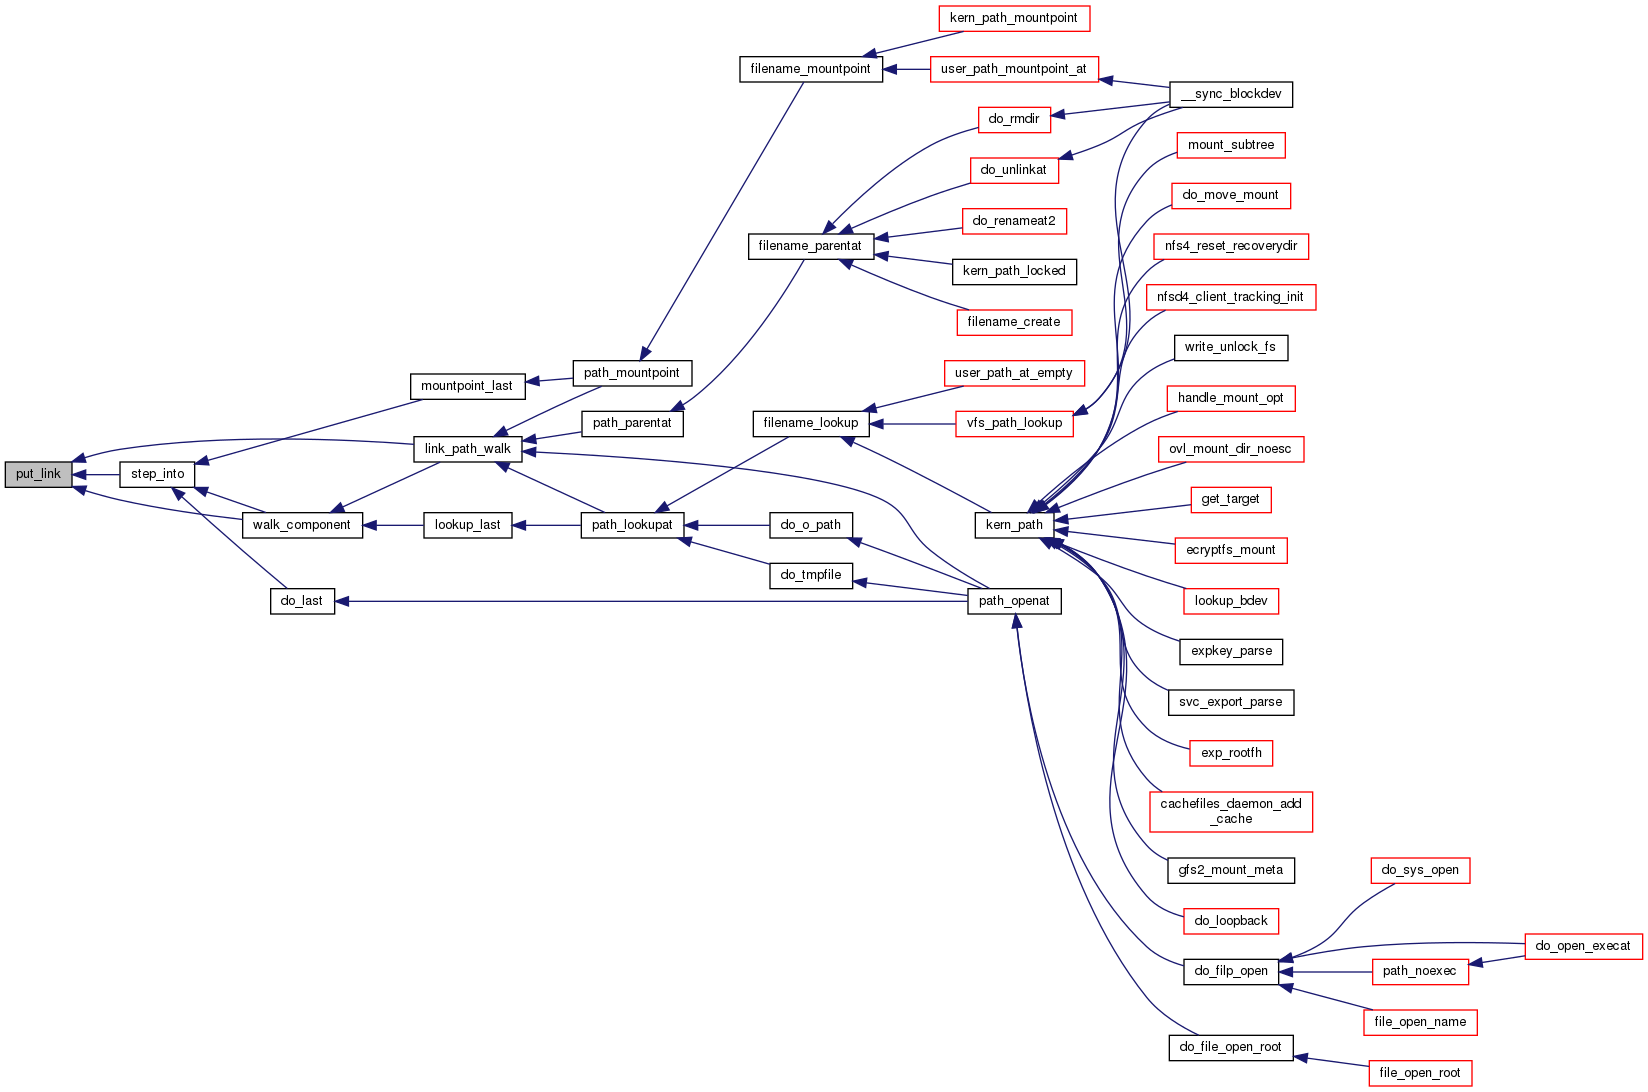 kern_path_mountpoint
filename_mountpoint
user_path_mountpoint_at
__sync_blockdev
do_rmdir
mount_subtree
do_unlinkat
do_move_mount
do_renameat2
filename_parentat
nfs4_reset_recoverydir
kern_path_locked
nfsd4_client_tracking_init
filename_create
write_unlock_fs
path_mountpoint
user_path_at_empty
mountpoint_last
handle_mount_opt
path_parentat
filename_lookup
vfs_path_lookup
link_path_walk
ovl_mount_dir_noesc
put_link
step_into
get_target
walk_component
lookup_last
path_lookupat
do_o_path
kern_path
ecryptfs_mount
do_tmpfile
do_last
path_openat
lookup_bdev
expkey_parse
svc_export_parse
exp_rootfh
cachefiles_daemon_add
_cache
gfs2_mount_meta
do_sys_open
do_loopback
do_open_execat
do_filp_open
path_noexec
file_open_name
do_file_open_root
file_open_root